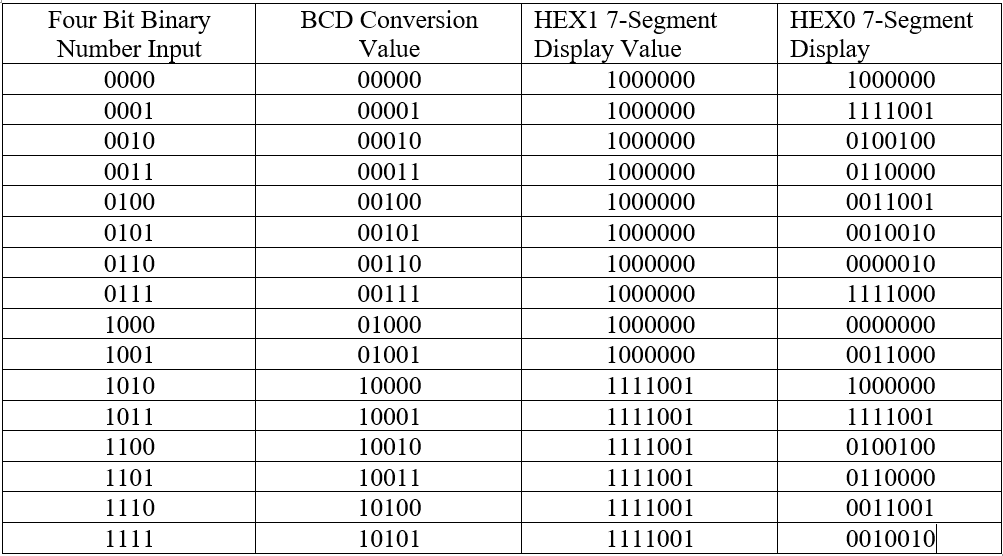 Four Bit Binary Number Input BCD Conversion Value HEX1 7-Segment Display Value HEX0 7-Segment Display
0000 00000 1000000 1000000
0001 00001 1000000 1111001
0010 00010 1000000 0100100
0011 00011 1000000 0110000
0100 00100 1000000 0011001
0101 00101 1000000 0010010
0110 00110 1000000 0000010
0111 00111 1000000 1111000
1000 01000 1000000 0000000
1001 01001 1000000 0011000
1010 10000 1111001 1000000
1011 10001 1111001 1111001
1100 10010 1111001 0100100
1101 10011 1111001 0110000
1110 10100 1111001 0011001
1111 10101 1111001 0010010